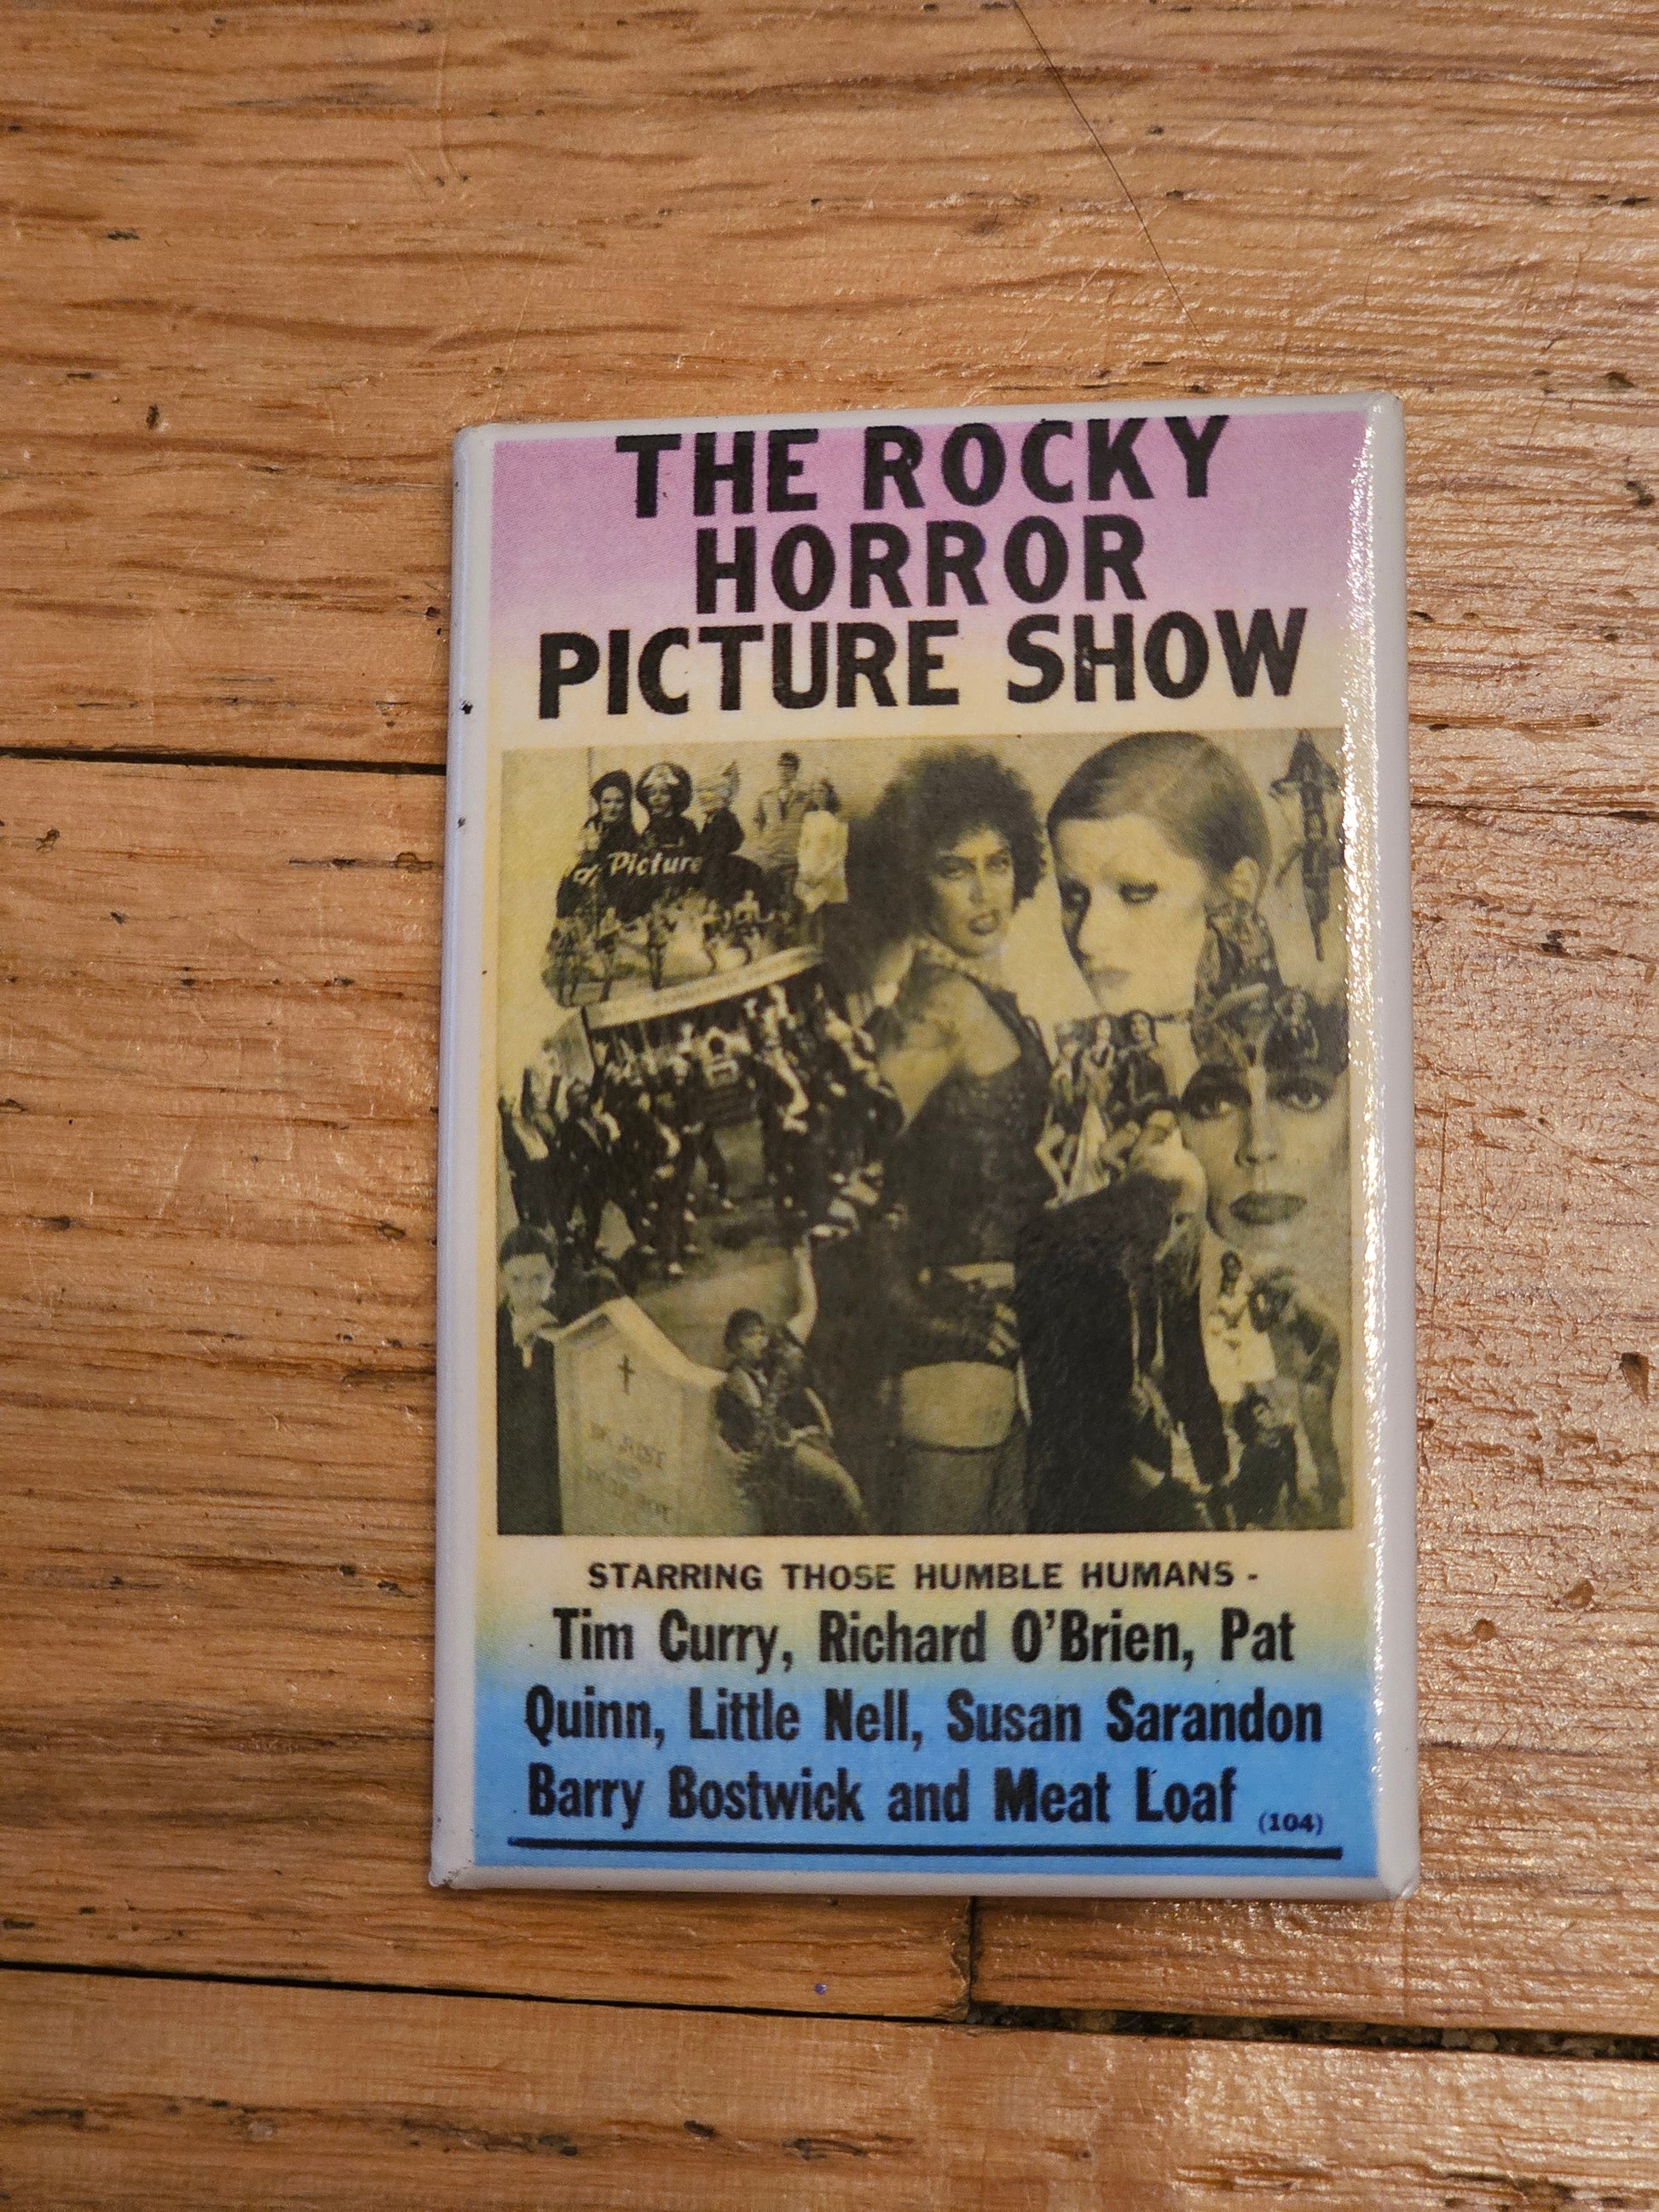 THE ROCKY
HORROR
PICTURE SHOW
Picture
STARRING THOSE HUMBLE HUMANS -
Tim Curry, Richard O'Brien, Pat
Quinn, Little Nell, Susan Sarandon
Barry Bostwick and Meat Loaf (104)